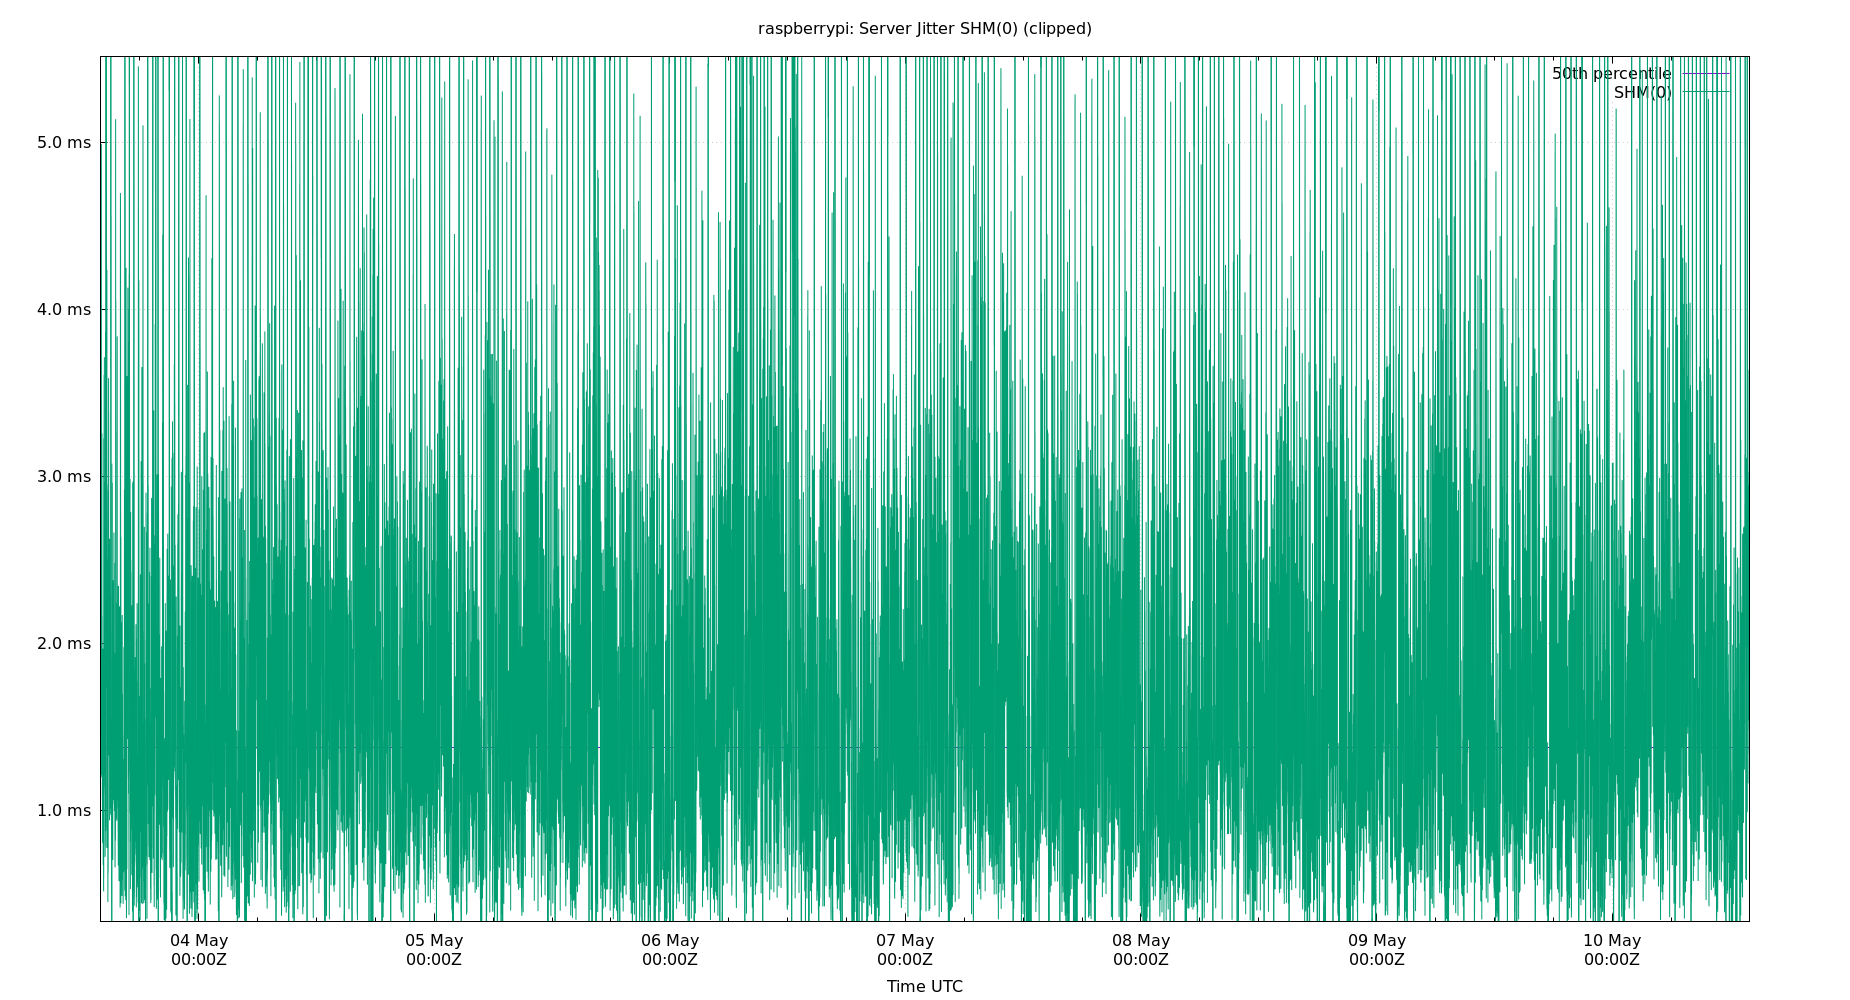 raspberrypi: Server Jitter SHM(0) (clipped)
50th percentile
SHM(0)
5.0 ms
4.0 ms
3.0 ms
2.0 ms
1.0 ms
04 May 05 May 06 May 07 May 08 May 09 May 10 May
00:00Z 00:00Z 00:00Z 00:00Z 00:00Z 00:00Z 00:00Z
Time UTC